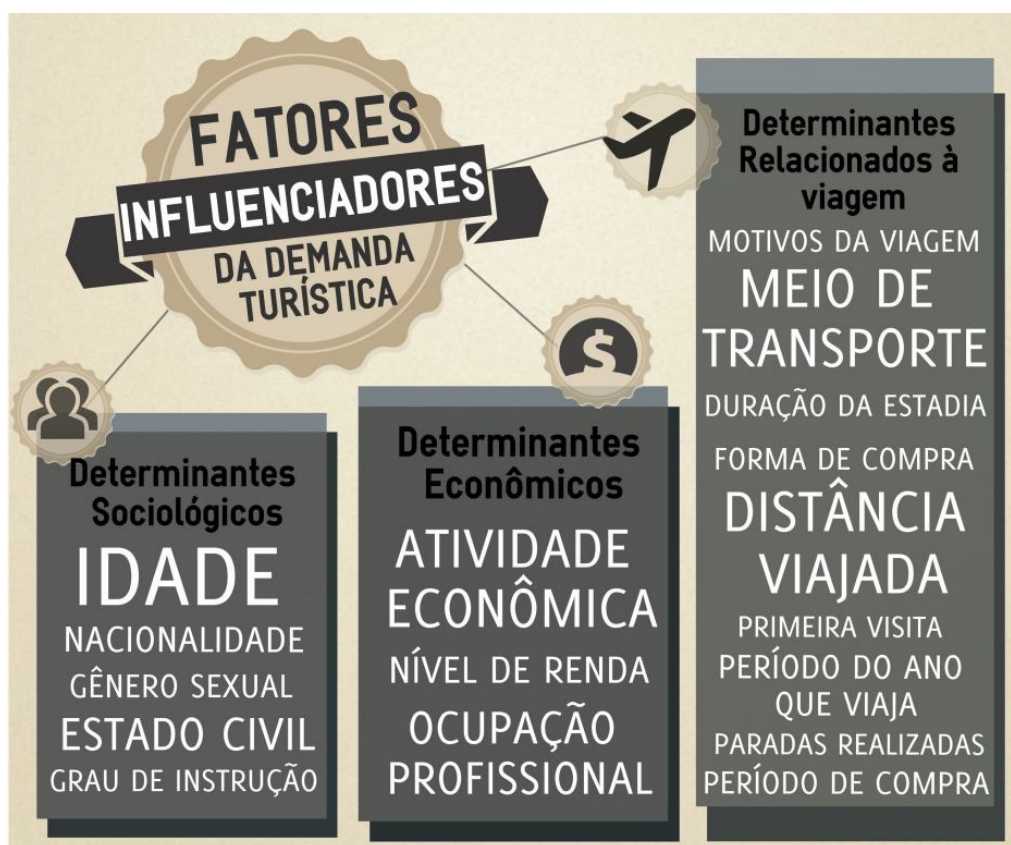 FATORES
INFLUENCIADORES
DA DEMANDA
TURÍSTICA
Determinantes
Sociológicos
IDADE
NACIONALIDADE
GÊNERO SEXUAL
ESTADO CIVIL
GRAU DE INSTRUÇÃO
$
Determinantes
Econômicos
ATIVIDADE
ECONÔMICA
NÍVEL DE RENDA
OCUPAÇÃO
PROFISSIONAL
Determinantes
Relacionados à
viagem
MOTIVOS DA VIAGEM
MEIO DE
TRANSPORTE
DURAÇÃO DA ESTADIA
FORMA DE COMPRA
DISTÂNCIA
VIAJADA
PRIMEIRA VISITA
PERÍODO DO ANO
QUE VIAJA
PARADAS REALIZADAS
PERÍODO DE COMPRA